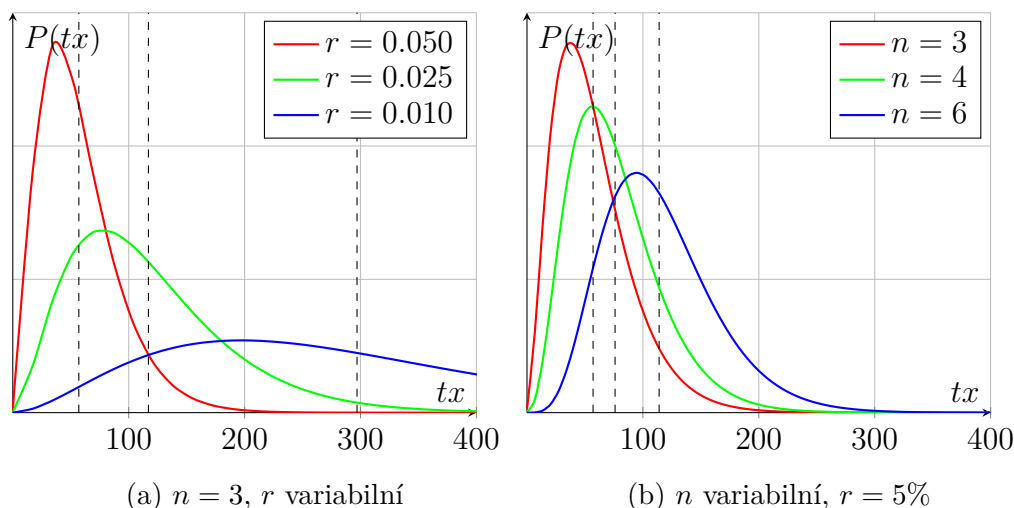 P(tx)
r = 0.050
r = 0.025
r = 0.010
tx
100 200 300 400
(a) n = 3, r variabilní
P(tx)
n = 3
n = 4
n = 6
tx
100 200 300 400
(b) n variabilní, r = 5%